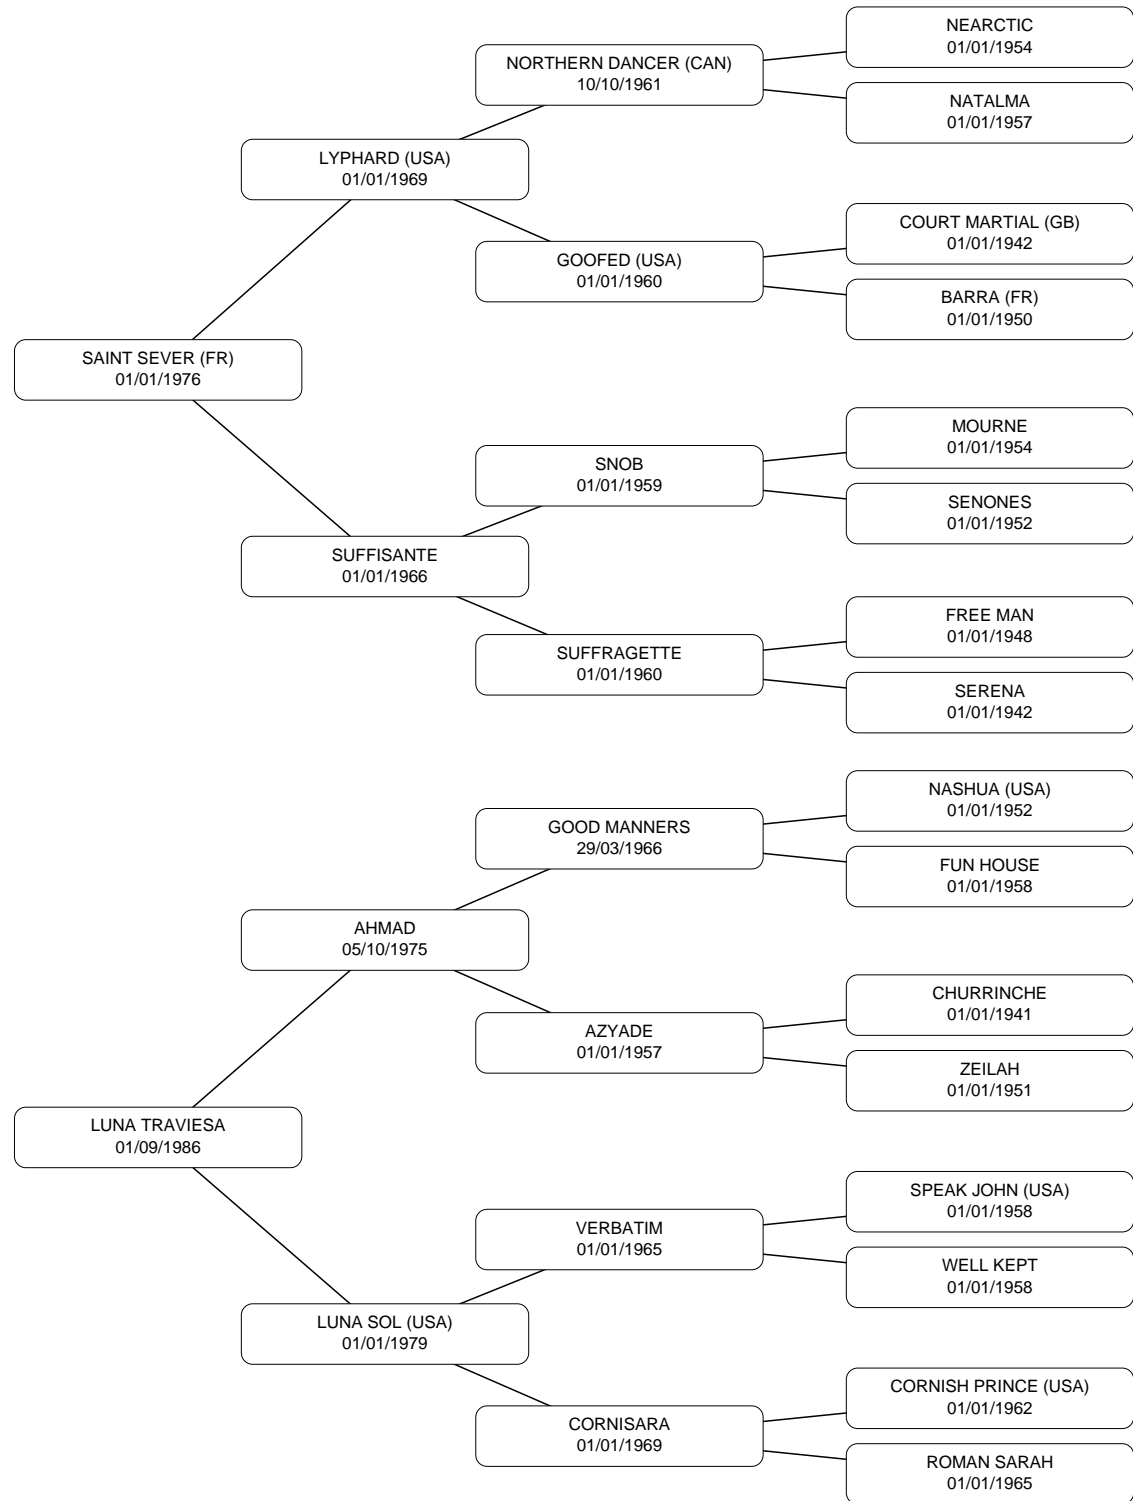 NEARCTIC
01/01/1954
NORTHERN DANCER (CAN)
10/10/1961
NATALMA
01/01/1957
LYPHARD (USA)
01/01/1969
COURT MARTIAL (GB)
01/01/1942
GOOFED (USA)
01/01/1960
BARRA (FR)
01/01/1950
SAINT SEVER (FR)
01/01/1976
MOURNE
01/01/1954
SNOB
01/01/1959
SENONES
01/01/1952
SUFFISANTE
01/01/1966
FREE MAN
01/01/1948
SUFFRAGETTE
01/01/1960
SERENA
01/01/1942
NASHUA (USA)
01/01/1952
GOOD MANNERS
29/03/1966
FUN HOUSE
01/01/1958
AHMAD
05/10/1975
CHURRINCHE
01/01/1941
AZYADE
01/01/1957
ZEILAH
01/01/1951
LUNA TRAVIESA
01/09/1986
SPEAK JOHN (USA)
01/01/1958
VERBATIM
01/01/1965
WELL KEPT
01/01/1958
LUNA SOL (USA)
01/01/1979
CORNISH PRINCE (USA)
01/01/1962
CORNISARA
01/01/1969
ROMAN SARAH
01/01/1965